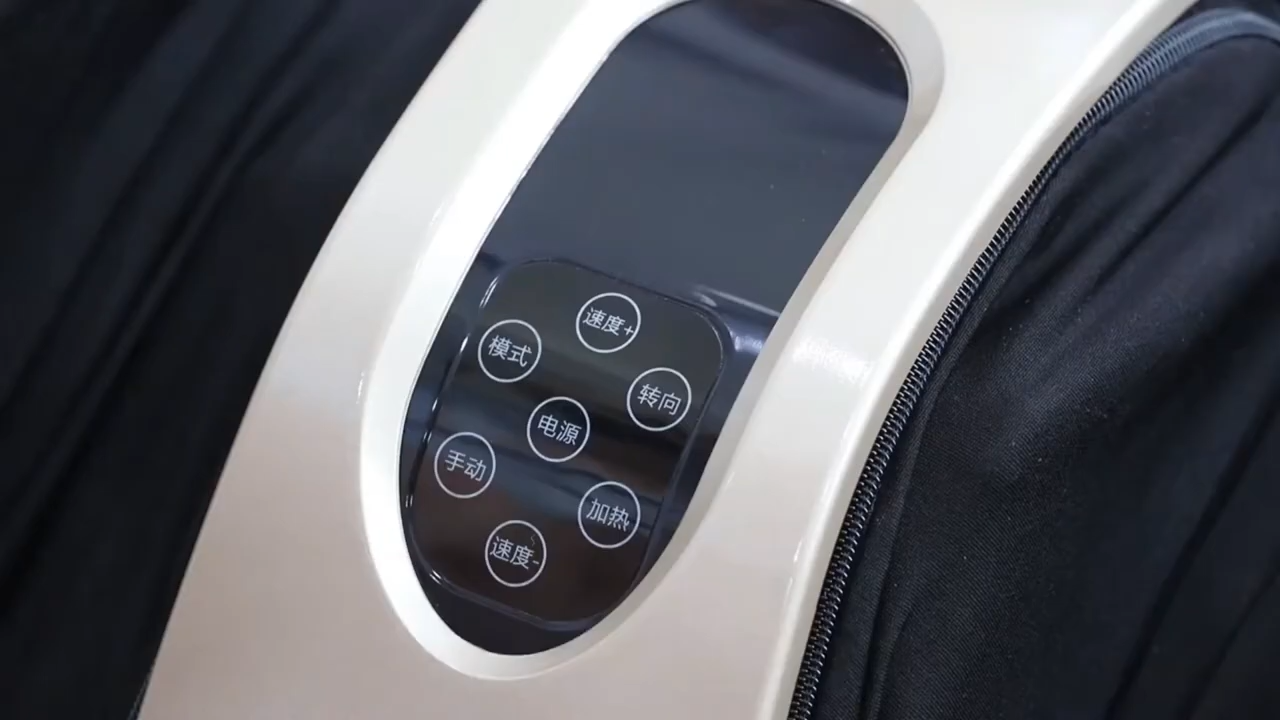 速度+
模式
转向
电源
手动
加热
速度-